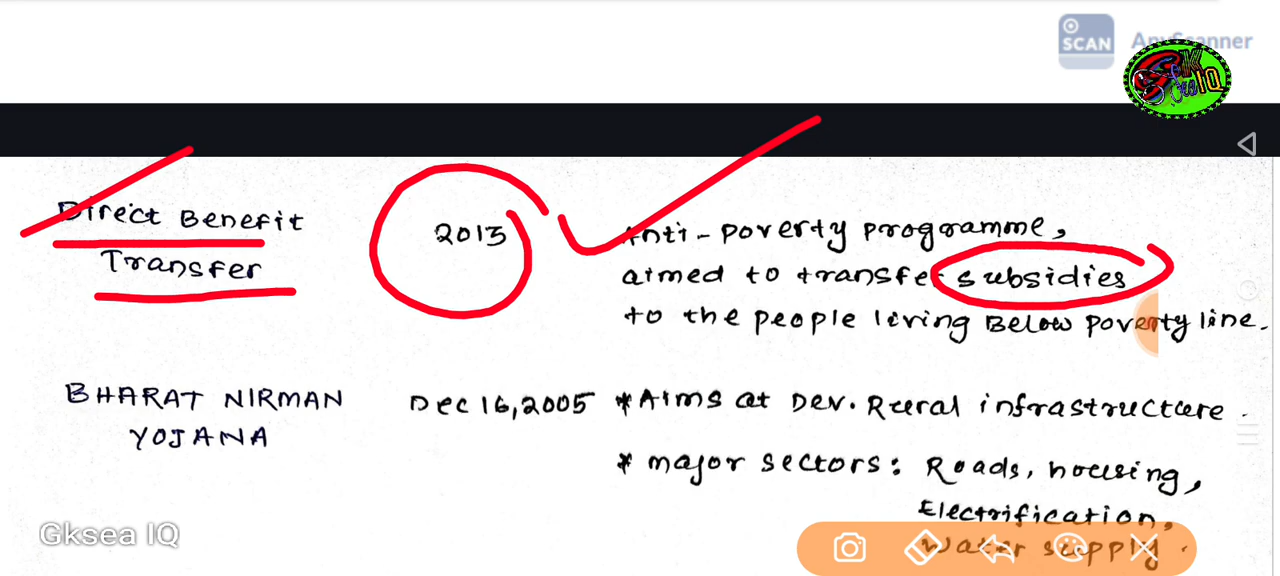 SCAN AnyScanner
Direct Benefit
Transfer
2013
Anti-poverty programme,
aimed to transfer subsidies
to the people living Below poverty line.
BHARAT NIRMAN
YOJANA
Dec 16, 2005
*Aims at Dev. Rural infrastructure.
* major sectors: Roads, housing,
Electrification,
Water supply.
Gksea IQ